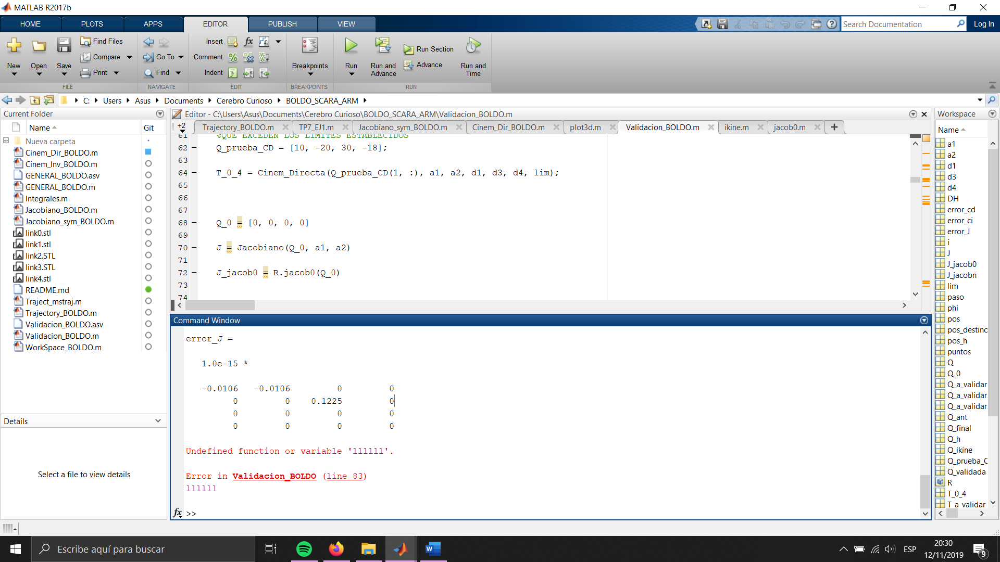 MATLAB R2017b
HOME PLOTS APPS EDITOR PUBLISH VIEW
Search Documentation
Log In
New
Open
Save
Find Files
Compare
Print
FILE
Go To
Find
NAVIGATE
Insert
fx
Comment
Indent
EDIT
Breakpoints
BREAKPOINTS
Run
Run and Advance
Run Section
Advance
Run and Time
RUN
C: Users Asus Documents Cerebro Curioso BOLDO_SCARA_ARM
Current Folder
Name Git
Nueva carpeta
Cinem_Dir_BOLDO.m
Cinem_Inv_BOLDO.m
GENERAL_BOLDO.asv
GENERAL_BOLDO.m
Integrales.m
Jacobiano_BOLDO.m
Jacobiano_sym_BOLDO.m
link0.stl
link1.stl
link2.STL
link3.STL
link4.stl
README.md
Traject_mstraj.m
Trajectory_BOLDO.m
Validacion_BOLDO.asv
Validacion_BOLDO.m
WorkSpace_BOLDO.m
Details
Select a file to view details
Editor - C:\Users\Asus\Documents\Cerebro Curioso\BOLDO_SCARA_ARM\Validacion_BOLDO.m
+2 Trajectory_BOLDO.m TP7_EJ1.m Jacobiano_sym_BOLDO.m Cinem_Dir_BOLDO.m plot3d.m Validacion_BOLDO.m ikine.m jacob0.m
61 %QUE EXCEDEN LOS LIMITES ESTABLECIDOS
62 Q_prueba_CD = [10, -20, 30, -18];
63
64 T_0_4 = Cinem_Directa(Q_prueba_CD(1, :), a1, a2, d1, d3, d4, lim);
65
66
67
68 Q_0 = [0, 0, 0, 0]
69
70 J = Jacobiano(Q_0, a1, a2)
71
72 J_jacob0 = R.jacob0(Q_0)
73
74
Command Window
error_J =
1.0e-15 *
-0.0106 -0.0106 0 0
0 0 0.1225 0
0 0 0 0
0 0 0 0
Undefined function or variable 'llllll'.
Error in Validacion_BOLDO (line 83)
llllll
fx >>
Workspace
Name
a1
a2
d1
d3
d4
DH
error_cd
error_ci
error_J
i
J
J_jacob0
J_jacobn
lim
paso
phi
pos
pos_destino
pos_h
puntos
Q
Q_0
Q_a_validar
Q_a_validar
Q_a_validar
Q_ant
Q_final
Q_h
Q_ikine
Q_prueba_C
Q_validada
R
T_0_4
T_a_validar
Escribe aquí para buscar
W
ESP
20:30
12/11/2019
9